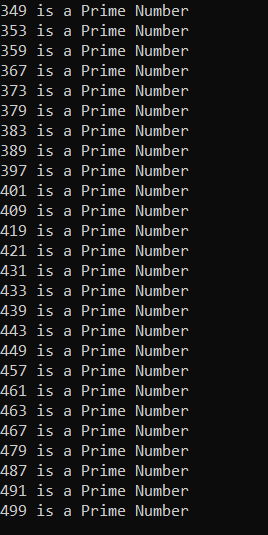 349 is a Prime Number
353 is a Prime Number
359 is a Prime Number
367 is a Prime Number
373 is a Prime Number
379 is a Prime Number
383 is a Prime Number
389 is a Prime Number
397 is a Prime Number
401 is a Prime Number
409 is a Prime Number
419 is a Prime Number
421 is a Prime Number
431 is a Prime Number
433 is a Prime Number
439 is a Prime Number
443 is a Prime Number
449 is a Prime Number
457 is a Prime Number
461 is a Prime Number
463 is a Prime Number
467 is a Prime Number
479 is a Prime Number
487 is a Prime Number
491 is a Prime Number
499 is a Prime Number